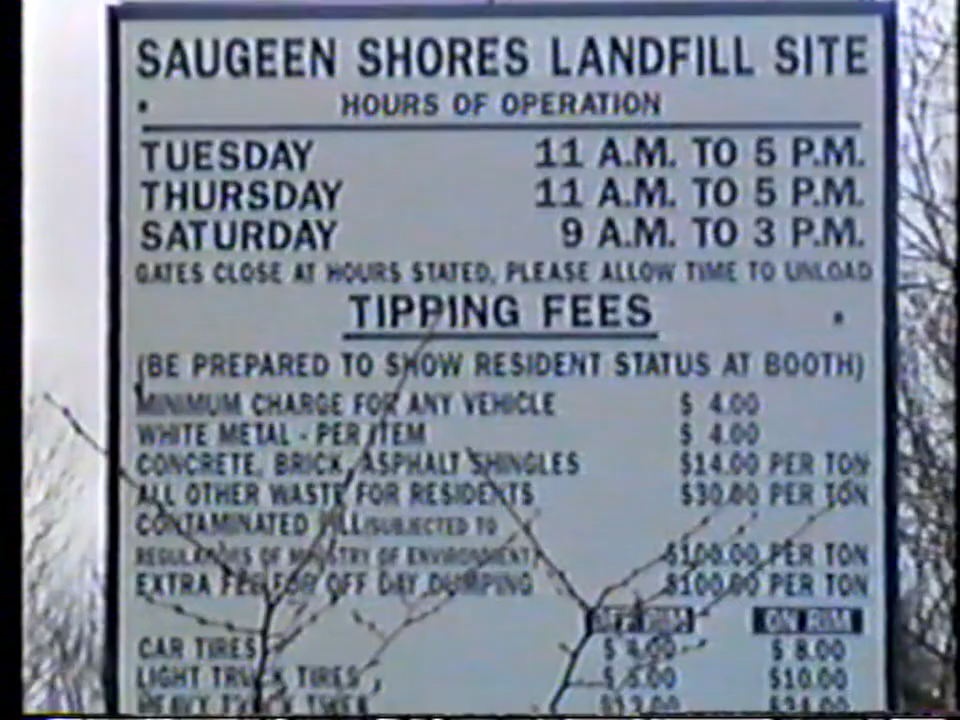 SAUGEEN SHORES LANDFILL SITE
HOURS OF OPERATION
TUESDAY 11 A.M. TO 5 P.M.
THURSDAY 11 A.M. TO 5 P.M.
SATURDAY 9 A.M. TO 3 P.M.
GATES CLOSE AT HOURS STATED, PLEASE ALLOW TIME TO UNLOAD
TIPPING FEES
(BE PREPARED TO SHOW RESIDENT STATUS AT BOOTH)
MINIMUM CHARGE FOR ANY VEHICLE $ 4.00
WHITE METAL - PER ITEM $ 4.00
CONCRETE, BRICK, ASPHALT SHINGLES $14.00 PER TON
ALL OTHER WASTE FOR RESIDENTS $30.00 PER TON
CONTAMINATED FILL (SUBJECTED TO
REGULATIONS OF MINISTRY OF ENVIRONMENT) $100.00 PER TON
EXTRA FEE FOR OFF DAY DUMPING $100.00 PER TON
OFF RIM ON RIM
CAR TIRES $ 8.00
LIGHT TRUCK TIRES $10.00
HEAVY TRUCK